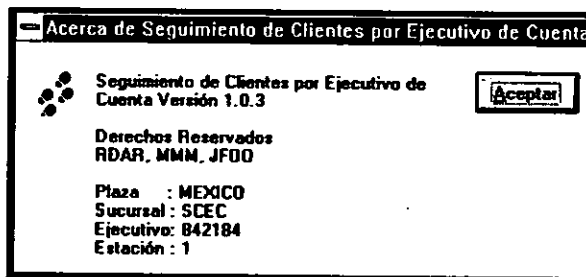 Acerca de Seguimiento de Clientes por Ejecutivo de Cuenta
Seguimiento de Clientes por Ejecutivo de
Cuenta Versión 1.0.3
Aceptar
Derechos Reservados
RDAR, MMM, JFOO
Plaza : MEXICO
Sucursal : SCEC
Ejecutivo: 842184
Estación : 1